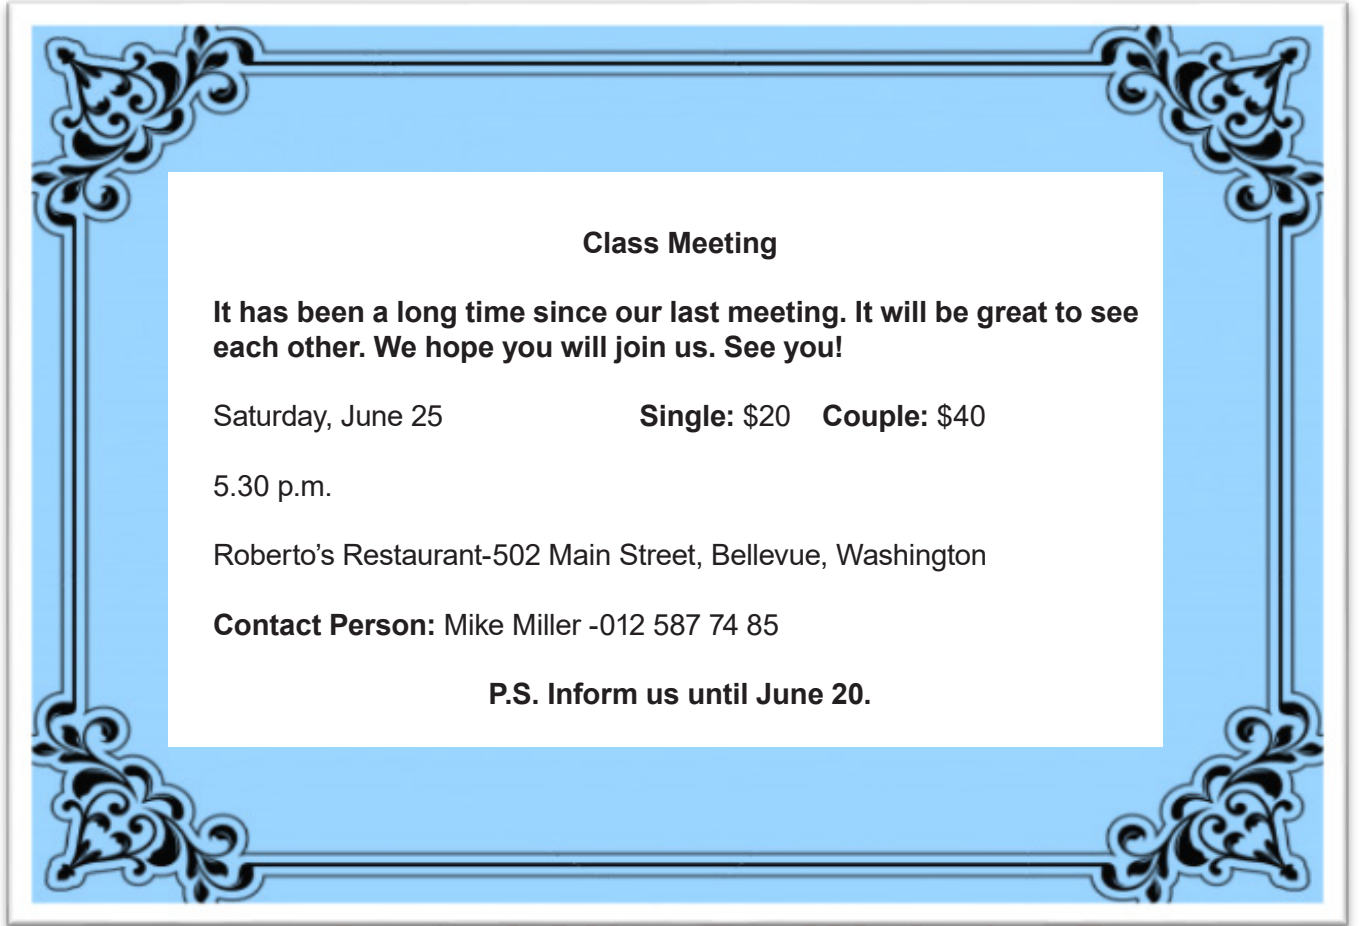 Class Meeting
It has been a long time since our last meeting. It will be great to see
each other. We hope you will join us. See you!
Saturday, June 25 Single: $20 Couple: $40
5.30 p.m.
Roberto’s Restaurant-502 Main Street, Bellevue, Washington
Contact Person: Mike Miller -012 587 74 85
P.S. Inform us until June 20.